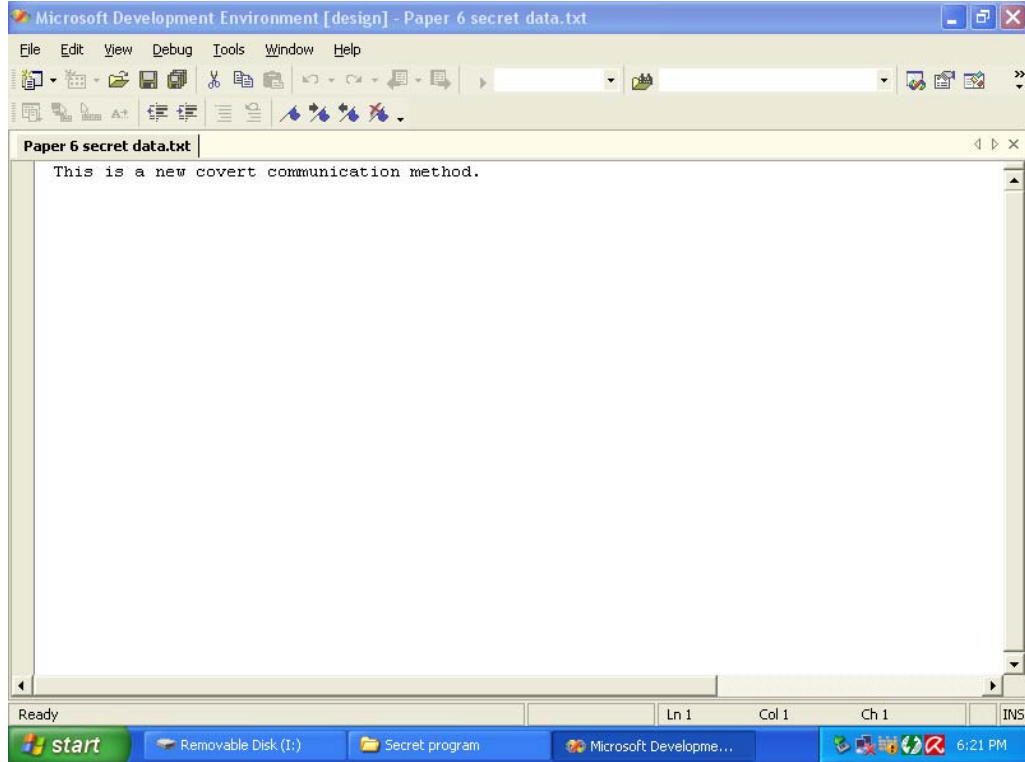 Microsoft Development Environment [design] - Paper 6 secret data.txt
File Edit View Debug Tools Window Help
Paper 6 secret data.txt
This is a new covert communication method.
Ready Ln 1 Col 1 Ch 1 INS
start Removable Disk (I:) Secret program Microsoft Developme... 6:21 PM